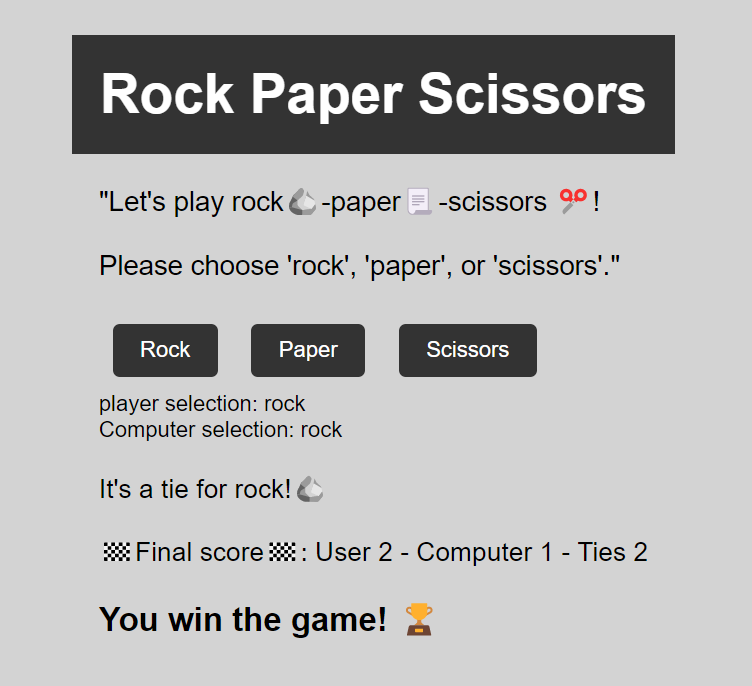 Rock Paper Scissors
"Let's play rock🪨-paper📜-scissors ✂️!
Please choose 'rock', 'paper', or 'scissors'."
Rock Paper Scissors
player selection: rock
Computer selection: rock
It's a tie for rock!🪨
🏁Final score🏁: User 2 - Computer 1 - Ties 2
You win the game! 🏆